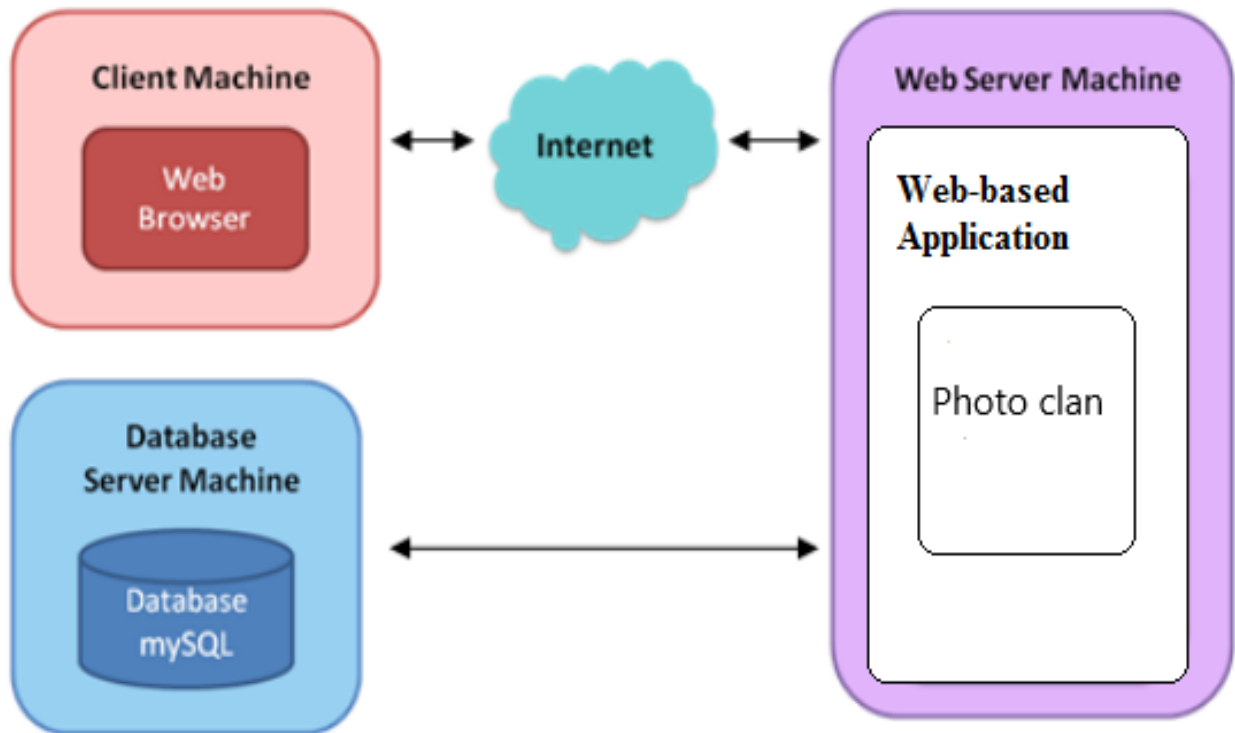 Client Machine
Web
Browser
Internet
Web Server Machine
Web-based
Application
Photo clan
Database
Server Machine
Database
mySQL